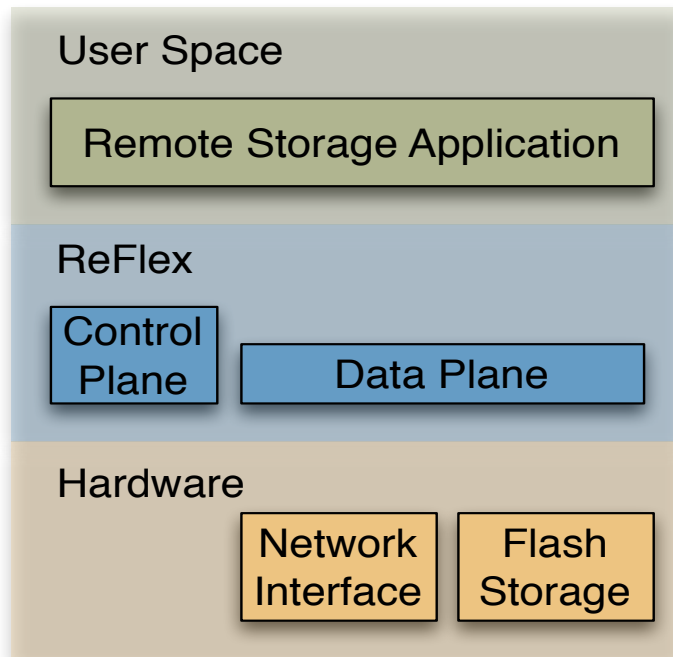 User Space
Remote Storage Application
ReFlex
Control
Plane
Data Plane
Hardware
Network
Interface
Flash
Storage